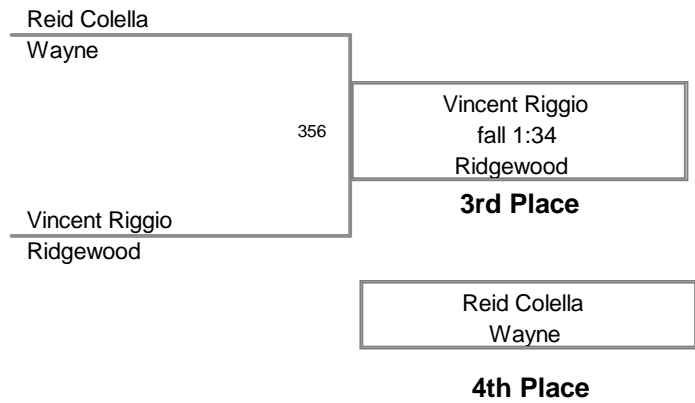 Reid Colella
Wayne
356
Vincent Riggio
fall 1:34
Ridgewood
3rd Place
Vincent Riggio
Ridgewood
Reid Colella
Wayne
4th Place